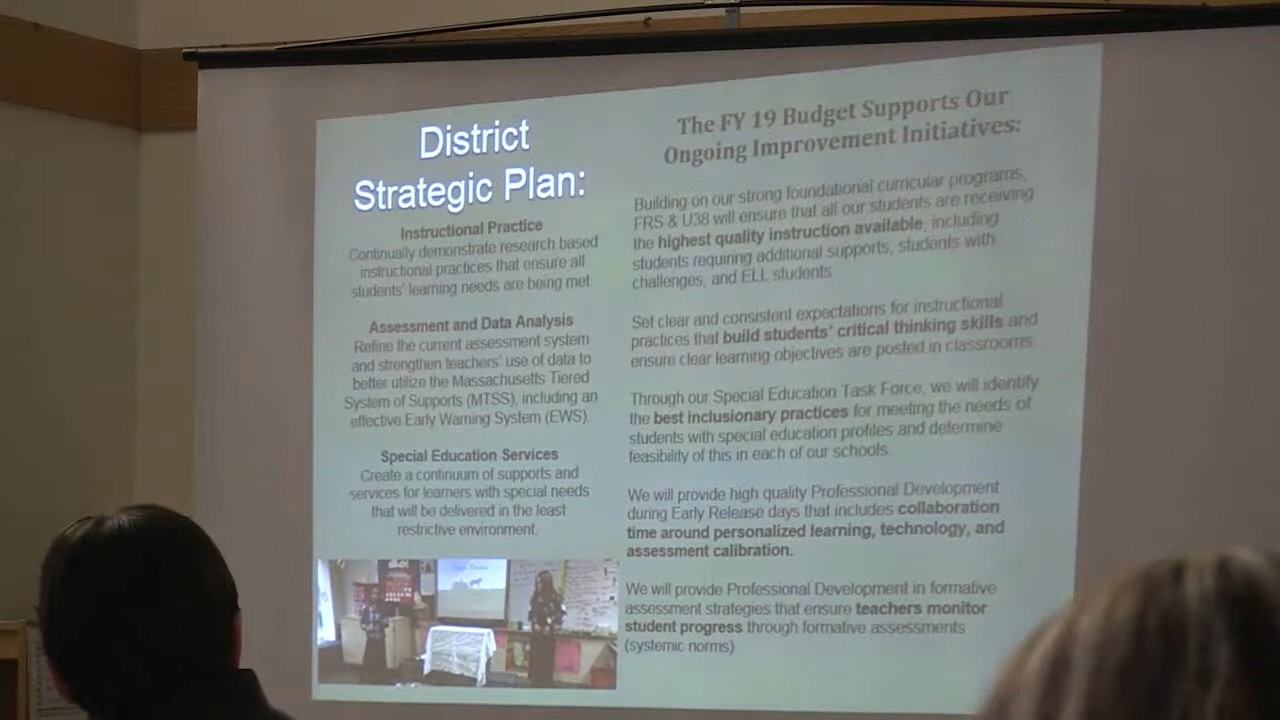 District
Strategic Plan:
Instructional Practice
Continually demonstrate research based
instructional practices that ensure all
students' learning needs are being met.
Assessment and Data Analysis
Refine the current assessment system
and strengthen teachers' use of data to
better utilize the Massachusetts Tiered
System of Supports (MTSS), including an
effective Early Warning System (EWS).
Special Education Services
Create a continuum of supports and
services for learners with special needs
that will be delivered in the least
restrictive environment.
The FY 19 Budget Supports Our
Ongoing Improvement Initiatives:
Building on our strong foundational curricular programs,
FRS & U38 will ensure that all our students are receiving
the highest quality instruction available, including
students requiring additional supports, students with
challenges, and ELL students.
Set clear and consistent expectations for instructional
practices that build students' critical thinking skills and
ensure clear learning objectives are posted in classrooms.
Through our Special Education Task Force, we will identify
the best inclusionary practices for meeting the needs of
students with special education profiles and determine
feasibility of this in each of our schools.
We will provide high quality Professional Development
during Early Release days that includes collaboration
time around personalized learning, technology, and
assessment calibration.
We will provide Professional Development in formative
assessment strategies that ensure teachers monitor
student progress through formative assessments
(systemic norms).